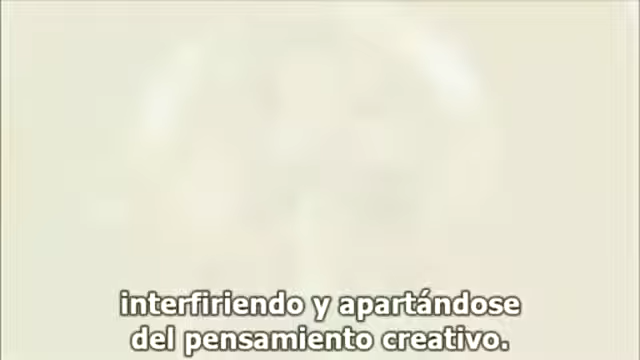 interfiriendo y apartándose
del pensamiento creativo.